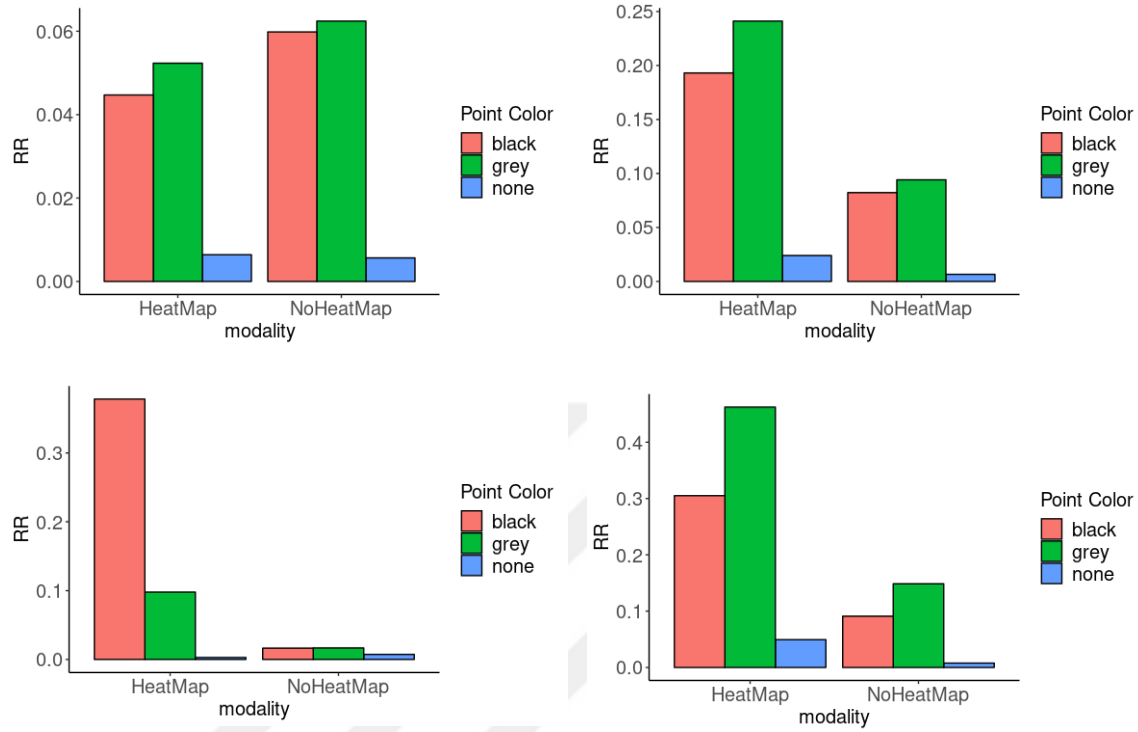 0.06
0.04
0.02
0.00
RR
HeatMap NoHeatMap
modality
Point Color
black
grey
none
0.25
0.20
0.15
0.10
0.05
0.00
RR
HeatMap NoHeatMap
modality
Point Color
black
grey
none
0.3
0.2
0.1
0.0
RR
HeatMap NoHeatMap
modality
Point Color
black
grey
none
0.4
0.3
0.2
0.1
0.0
RR
HeatMap NoHeatMap
modality
Point Color
black
grey
none